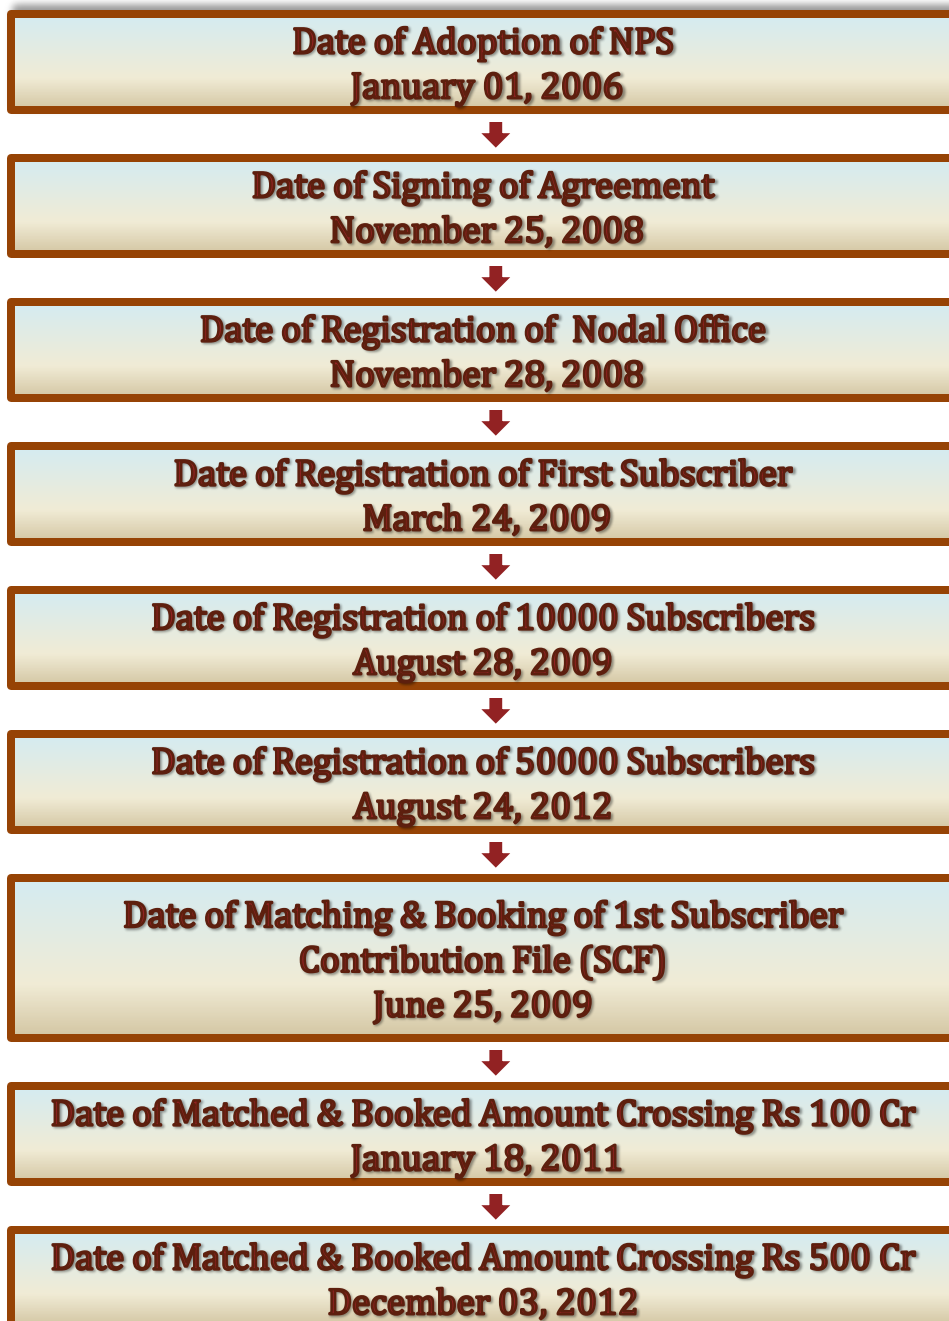 Date of Adoption of NPS
January 01, 2006
Date of Signing of Agreement
November 25, 2008
Date of Registration of Nodal Office
November 28, 2008
Date of Registration of First Subscriber
March 24, 2009
Date of Registration of 10000 Subscribers
August 28, 2009
Date of Registration of 50000 Subscribers
August 24, 2012
Date of Matching & Booking of 1st Subscriber
Contribution File (SCF)
June 25, 2009
Date of Matched & Booked Amount Crossing Rs 100 Cr
January 18, 2011
Date of Matched & Booked Amount Crossing Rs 500 Cr
December 03, 2012